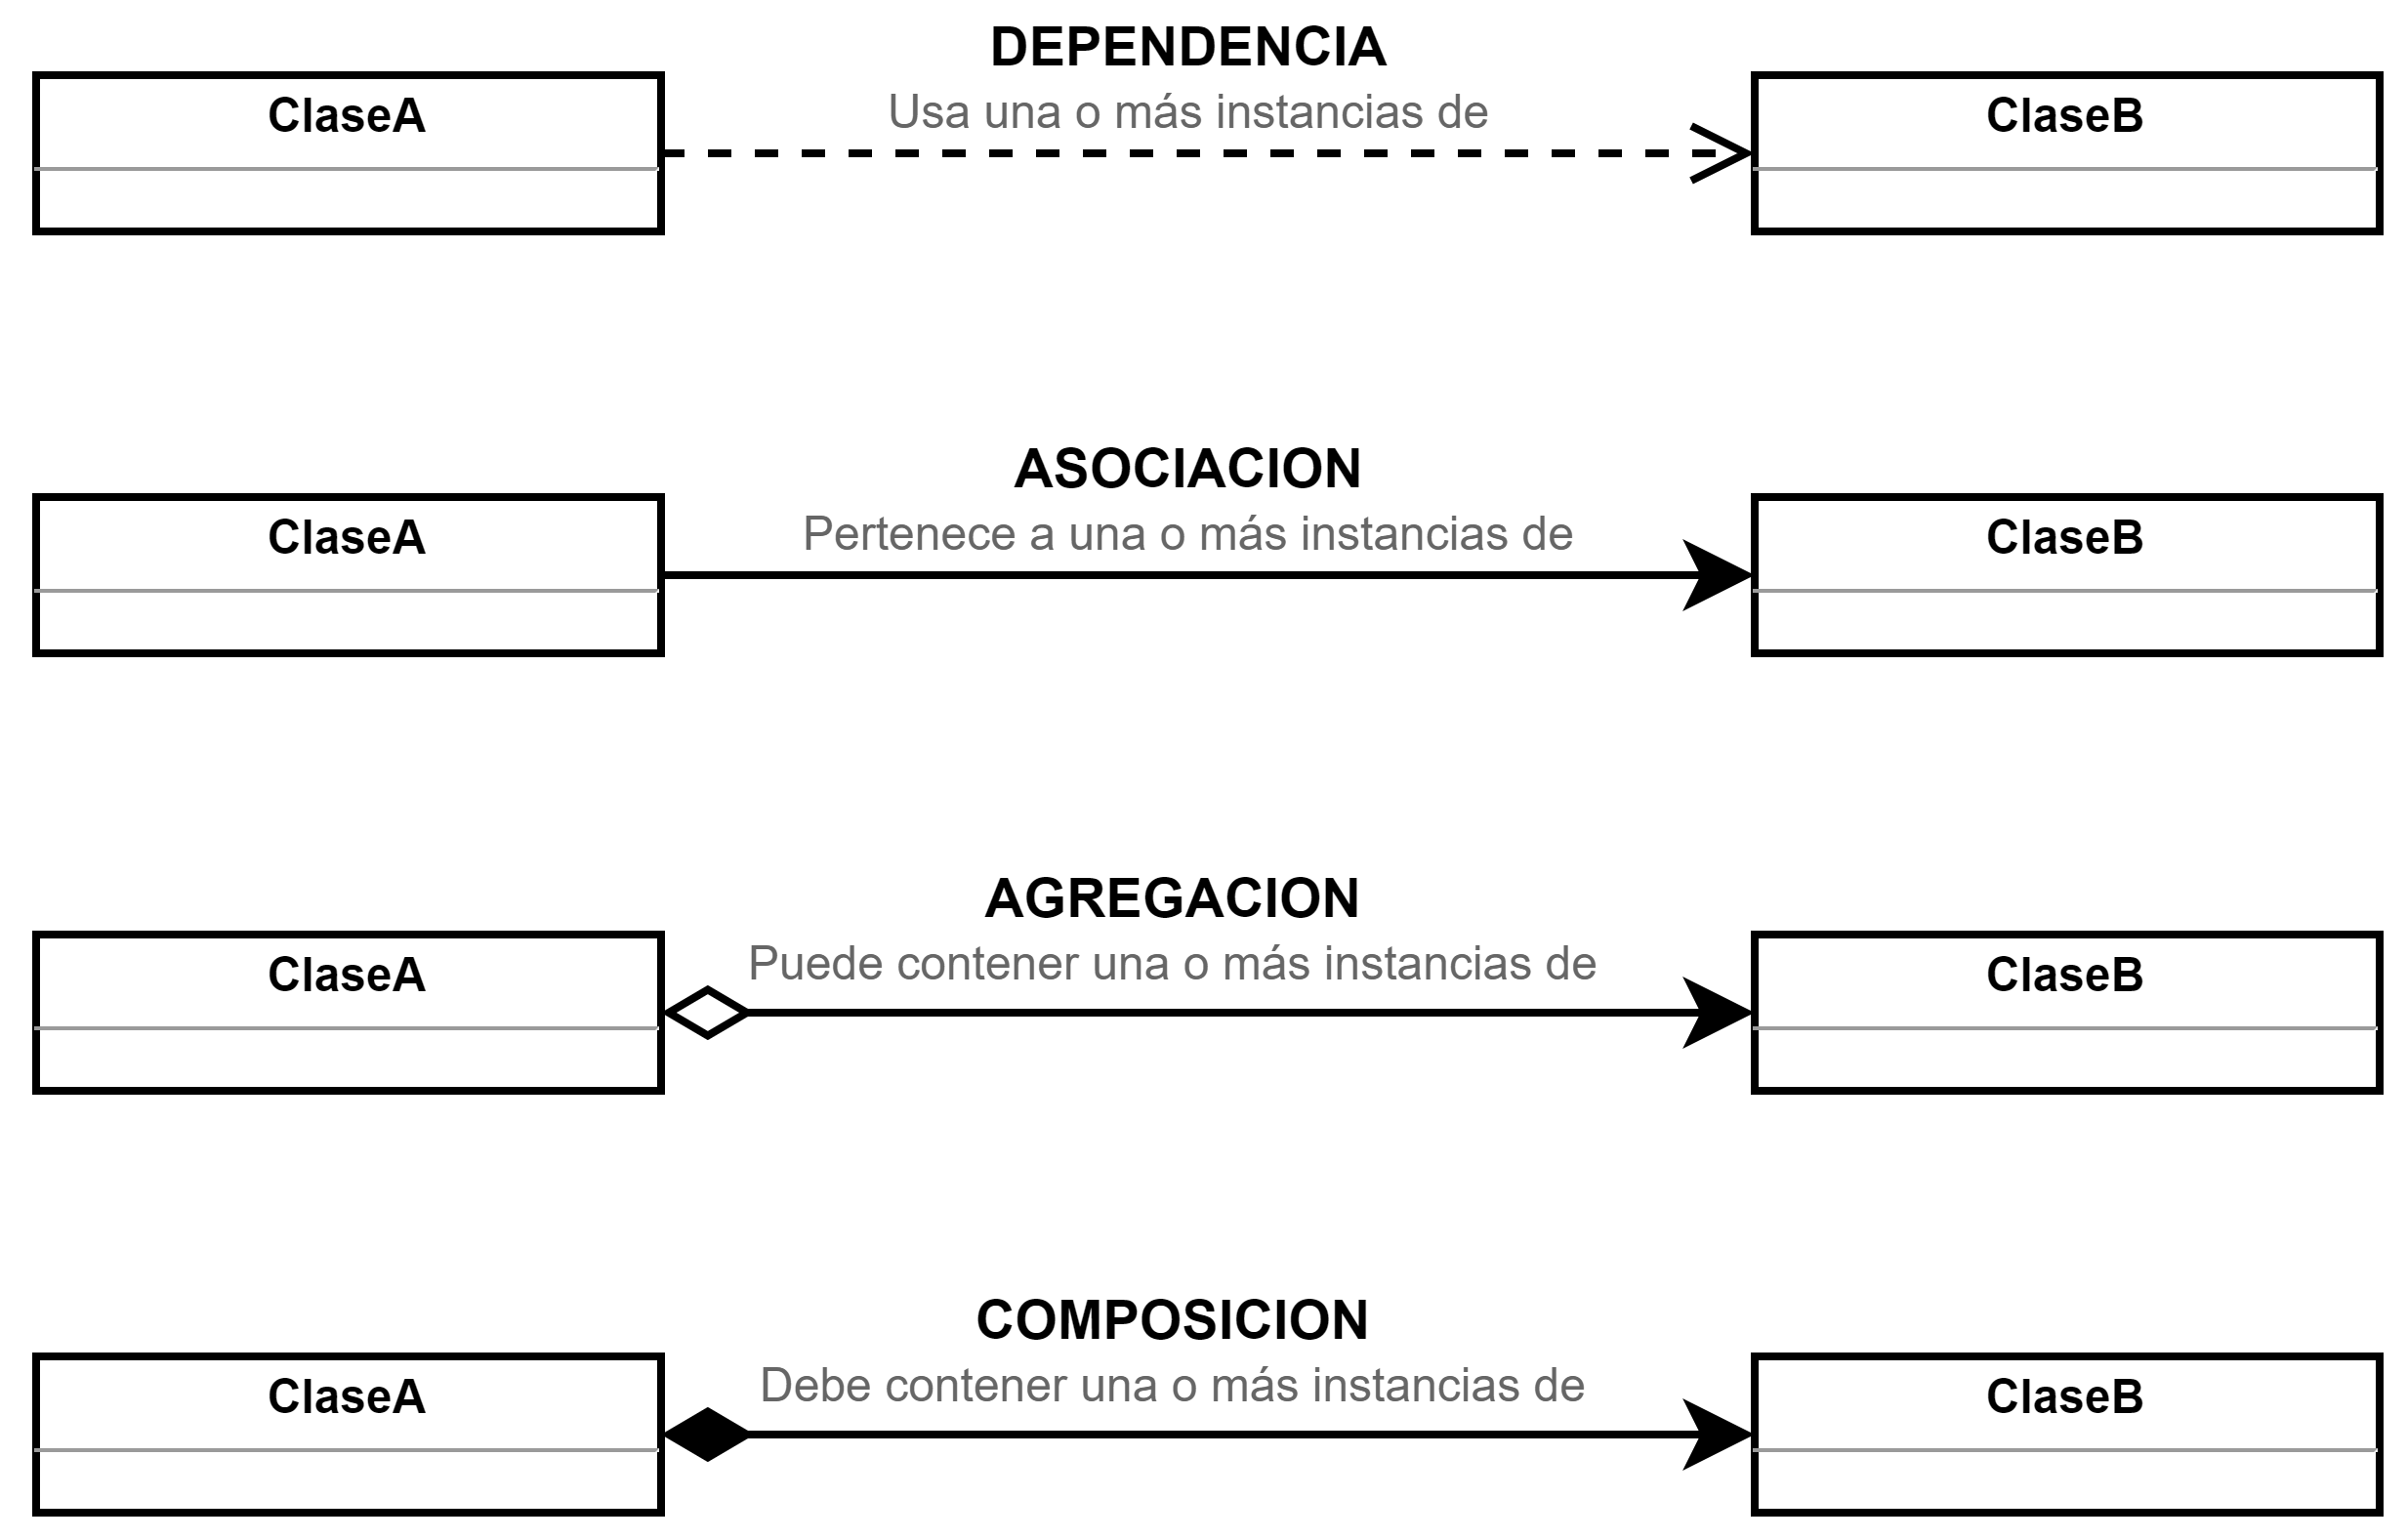 DEPENDENCIA
ClaseA
Usa una o más instancias de
ClaseB
ASOCIACION
ClaseA
Pertenece a una o más instancias de
ClaseB
AGREGACION
ClaseA
Puede contener una o más instancias de
ClaseB
COMPOSICION
ClaseA
Debe contener una o más instancias de
ClaseB